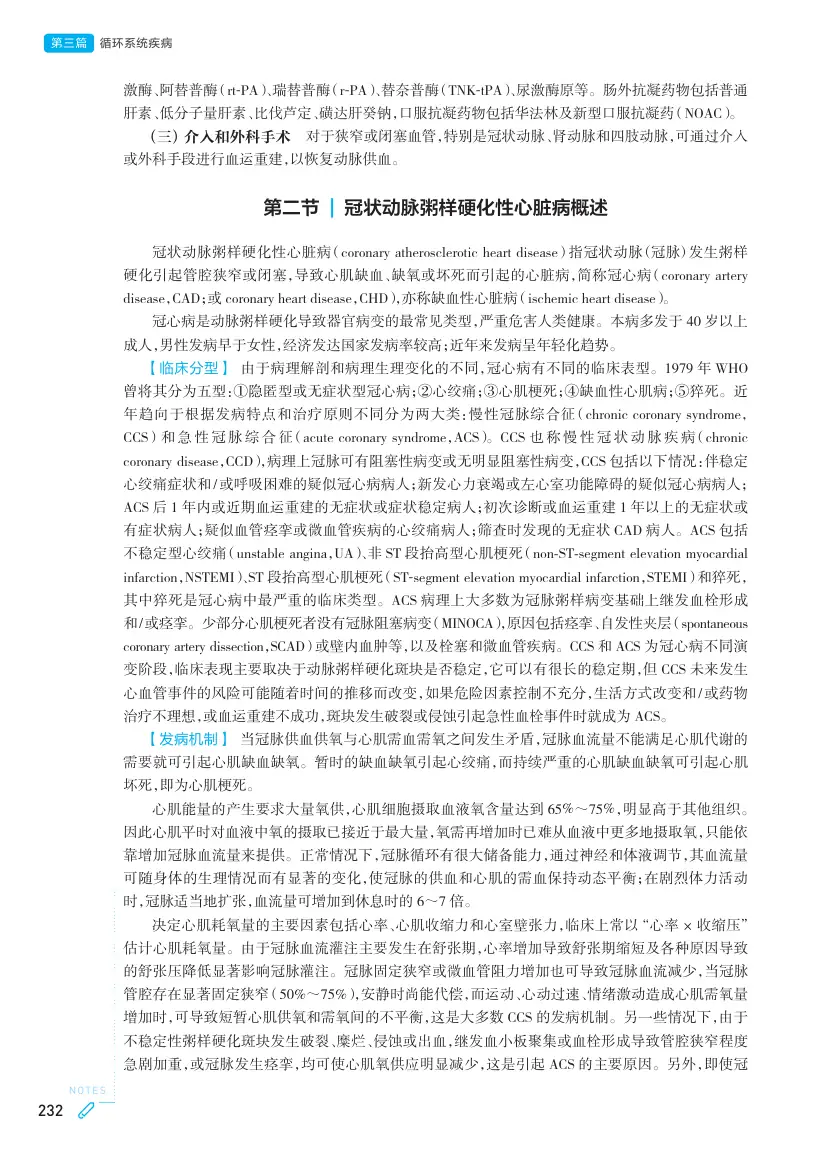 第三篇 循环系统疾病
激酶、阿替普酶（rt-PA）、瑞替普酶（r-PA）、替奈普酶（TNK-tPA）、尿激酶原等。肠外抗凝药物包括普通
肝素、低分子量肝素、比伐芦定、磺达肝癸钠，口服抗凝药物包括华法林及新型口服抗凝药（NOAC）。
（三）介入和外科手术 对于狭窄或闭塞血管，特别是冠状动脉、肾动脉和四肢动脉，可通过介入
或外科手段进行血运重建，以恢复动脉供血。
第二节 | 冠状动脉粥样硬化性心脏病概述
冠状动脉粥样硬化性心脏病（coronary atherosclerotic heart disease）指冠状动脉（冠脉）发生粥样
硬化引起管腔狭窄或闭塞，导致心肌缺血、缺氧或坏死而引起的心脏病，简称冠心病（coronary artery
disease，CAD；或 coronary heart disease，CHD），亦称缺血性心脏病（ischemic heart disease）。
冠心病是动脉粥样硬化导致器官病变的最常见类型，严重危害人类健康。本病多发于 40 岁以上
成人，男性发病早于女性，经济发达国家发病率较高；近年来发病呈年轻化趋势。
【临床分型】 由于病理解剖和病理生理变化的不同，冠心病有不同的临床表型。1979 年 WHO
曾将其分为五型：①隐匿型或无症状型冠心病；②心绞痛；③心肌梗死；④缺血性心肌病；⑤猝死。近
年趋向于根据发病特点和治疗原则不同分为两大类：慢性冠脉综合征（chronic coronary syndrome，
CCS）和急性冠脉综合征（acute coronary syndrome，ACS）。CCS 也称慢性冠状动脉疾病（chronic
coronary disease，CCD），病理上冠脉可有阻塞性病变或无明显阻塞性病变，CCS 包括以下情况：伴稳定
心绞痛症状和/或呼吸困难的疑似冠心病病人；新发心力衰竭或左心室功能障碍的疑似冠心病病人；
ACS 后 1 年内或近期血运重建的无症状或症状稳定病人；初次诊断或血运重建 1 年以上的无症状或
有症状病人；疑似血管痉挛或微血管疾病的心绞痛病人；筛查时发现的无症状 CAD 病人。ACS 包括
不稳定型心绞痛（unstable angina，UA）、非 ST 段抬高型心肌梗死（non-ST-segment elevation myocardial
infarction，NSTEMI）、ST 段抬高型心肌梗死（ST-segment elevation myocardial infarction，STEMI）和猝死，
其中猝死是冠心病中最严重的临床类型。ACS 病理上大多数为冠脉粥样病变基础上继发血栓形成
和/或痉挛。少部分心肌梗死者没有冠脉阻塞病变（MINOCA），原因包括痉挛、自发性夹层（spontaneous
coronary artery dissection，SCAD）或壁内血肿等，以及栓塞和微血管疾病。CCS 和 ACS 为冠心病不同演
变阶段，临床表现主要取决于动脉粥样硬化斑块是否稳定，它可以有很长的稳定期，但 CCS 未来发生
心血管事件的风险可能随着时间的推移而改变，如果危险因素控制不充分，生活方式改变和/或药物
治疗不理想，或血运重建不成功，斑块发生破裂或侵蚀引起急性血栓事件时就成为 ACS。
【发病机制】 当冠脉供血供氧与心肌需血需氧之间发生矛盾，冠脉血流量不能满足心肌代谢的
需要就可引起心肌缺血缺氧。暂时的缺血缺氧引起心绞痛，而持续严重的心肌缺血缺氧可引起心肌
坏死，即为心肌梗死。
心肌能量的产生要求大量氧供，心肌细胞摄取血液氧含量达到 65%～75%，明显高于其他组织。
因此心肌平时对血液中氧的摄取已接近于最大量，氧需再增加时已难从血液中更多地摄取氧，只能依
靠增加冠脉血流量来提供。正常情况下，冠脉循环有很大储备能力，通过神经和体液调节，其血流量
可随身体的生理情况而有显著的变化，使冠脉的供血和心肌的需血保持动态平衡；在剧烈体力活动
时，冠脉适当地扩张，血流量可增加到休息时的 6～7 倍。
决定心肌耗氧量的主要因素包括心率、心肌收缩力和心室壁张力，临床上常以“心率 × 收缩压”
估计心肌耗氧量。由于冠脉血流灌注主要发生在舒张期，心率增加导致舒张期缩短及各种原因导致
的舒张压降低显著影响冠脉灌注。冠脉固定狭窄或微血管阻力增加也可导致冠脉血流减少，当冠脉
管腔存在显著固定狭窄（50%～75%），安静时尚能代偿，而运动、心动过速、情绪激动造成心肌需氧量
增加时，可导致短暂心肌供氧和需氧间的不平衡，这是大多数 CCS 的发病机制。另一些情况下，由于
不稳定性粥样硬化斑块发生破裂、糜烂、侵蚀或出血，继发血小板聚集或血栓形成导致管腔狭窄程度
急剧加重，或冠脉发生痉挛，均可使心肌氧供应明显减少，这是引起 ACS 的主要原因。另外，即使冠
NOTES
232